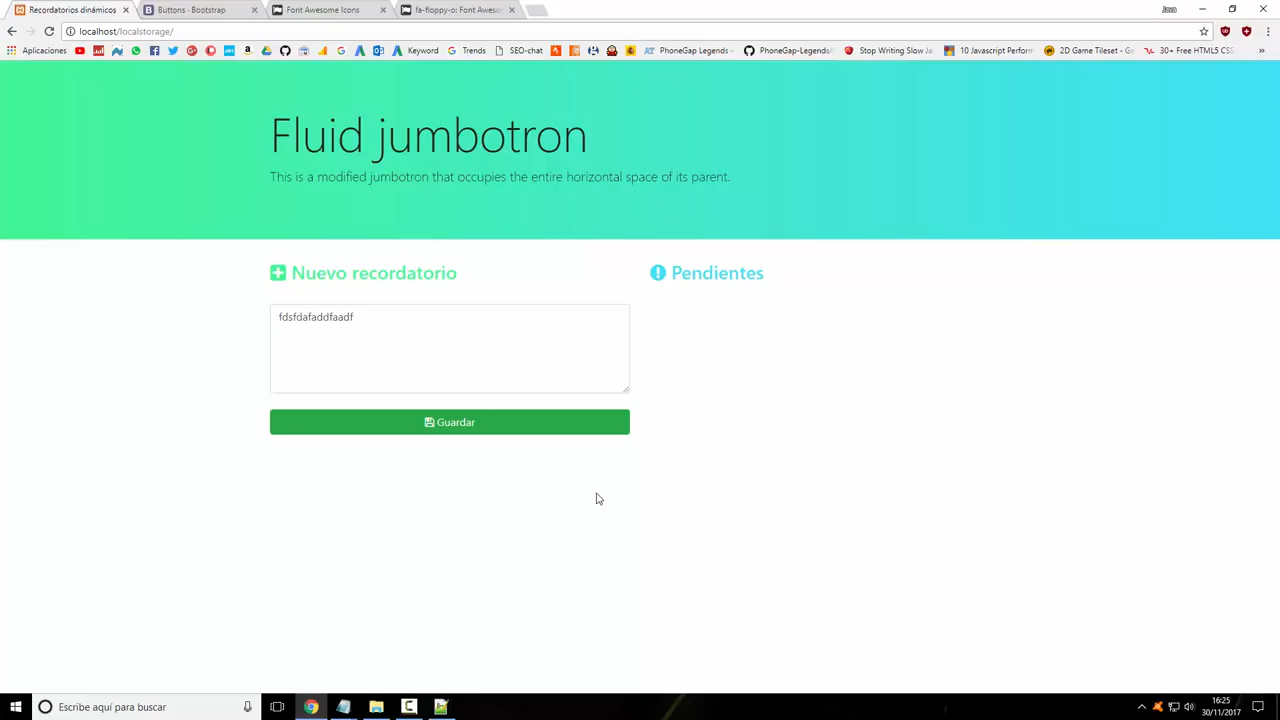 Recordatorios dinámicos
Buttons · Bootstrap
Font Awesome Icons
fa-floppy-o: Font Aweso
Java
localhost/localstorage/
Aplicaciones
Keyword
Trends
SEO-chat
PhoneGap Legends -
PhoneGap-Legends/
Stop Writing Slow Ja
10 Javascript Perform
2D Game Tileset - Ga
30+ Free HTML5 CSS
Fluid jumbotron
This is a modified jumbotron that occupies the entire horizontal space of its parent.
Nuevo recordatorio
Pendientes
fdsfdafaddfaadf
Guardar
Escribe aquí para buscar
16:25
30/11/2017